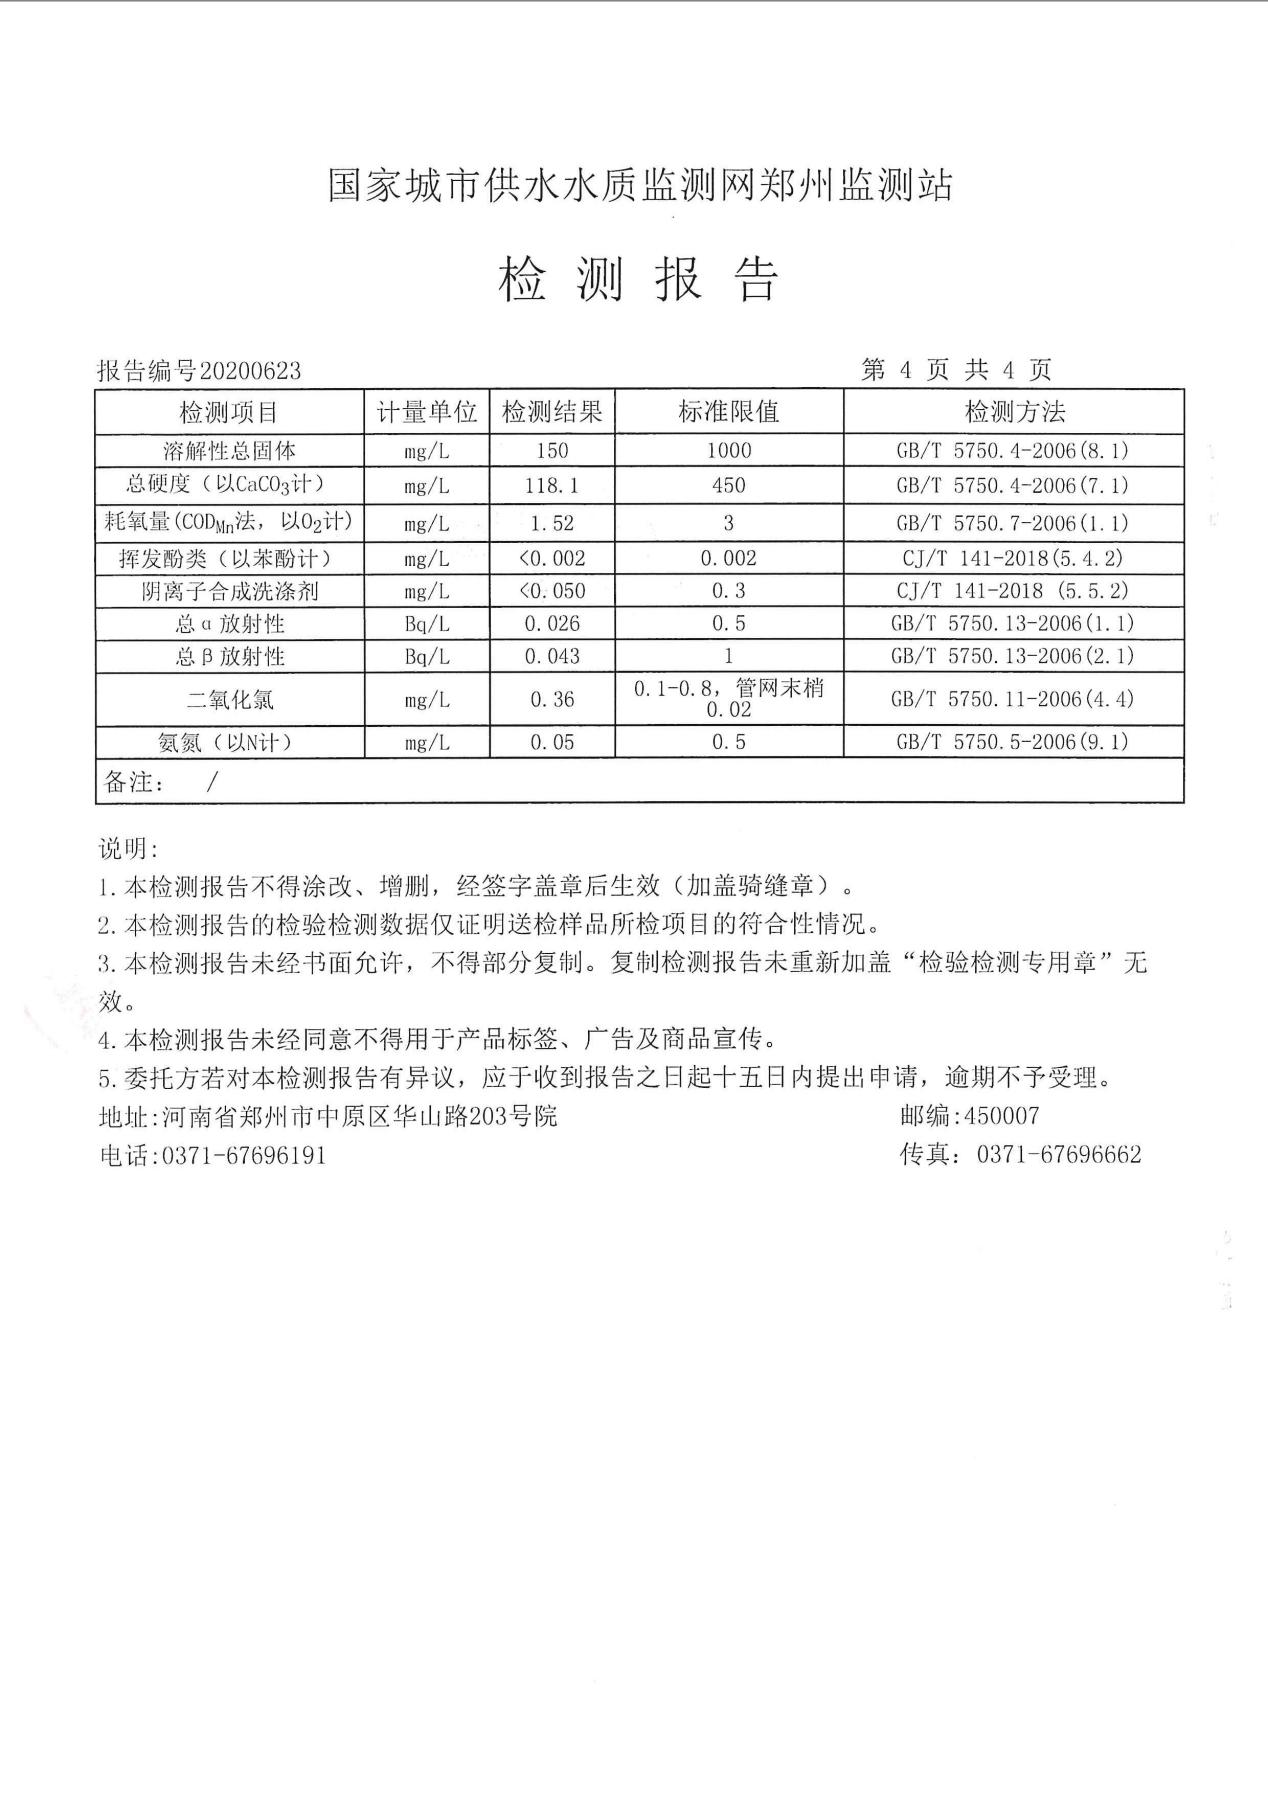 国家城市供水水质监测网郑州监测站
检 测 报 告
报告编号20200623 第 4 页 共 4 页
检测项目 计量单位 检测结果 标准限值 检测方法
溶解性总固体 mg/L 150 1000 GB/T 5750.4-2006(8.1)
总硬度（以CaCO₃计） mg/L 118.1 450 GB/T 5750.4-2006(7.1)
耗氧量(CODMn法，以O₂计) mg/L 1.52 3 GB/T 5750.7-2006(1.1)
挥发酚类（以苯酚计） mg/L <0.002 0.002 CJ/T 141-2018(5.4.2)
阴离子合成洗涤剂 mg/L <0.050 0.3 CJ/T 141-2018 (5.5.2)
总α放射性 Bq/L 0.026 0.5 GB/T 5750.13-2006(1.1)
总β放射性 Bq/L 0.043 1 GB/T 5750.13-2006(2.1)
二氧化氯 mg/L 0.36 0.1-0.8，管网末梢 0.02 GB/T 5750.11-2006(4.4)
氨氮（以N计） mg/L 0.05 0.5 GB/T 5750.5-2006(9.1)
备注： /
说明:
1.本检测报告不得涂改、增删，经签字盖章后生效（加盖骑缝章）。
2.本检测报告的检验检测数据仅证明送检样品所检项目的符合性情况。
3.本检测报告未经书面允许，不得部分复制。复制检测报告未重新加盖“检验检测专用章”无
效。
4.本检测报告未经同意不得用于产品标签、广告及商品宣传。
5.委托方若对本检测报告有异议，应于收到报告之日起十五日内提出申请，逾期不予受理。
地址:河南省郑州市中原区华山路203号院 邮编:450007
电话:0371-67696191 传真：0371-67696662